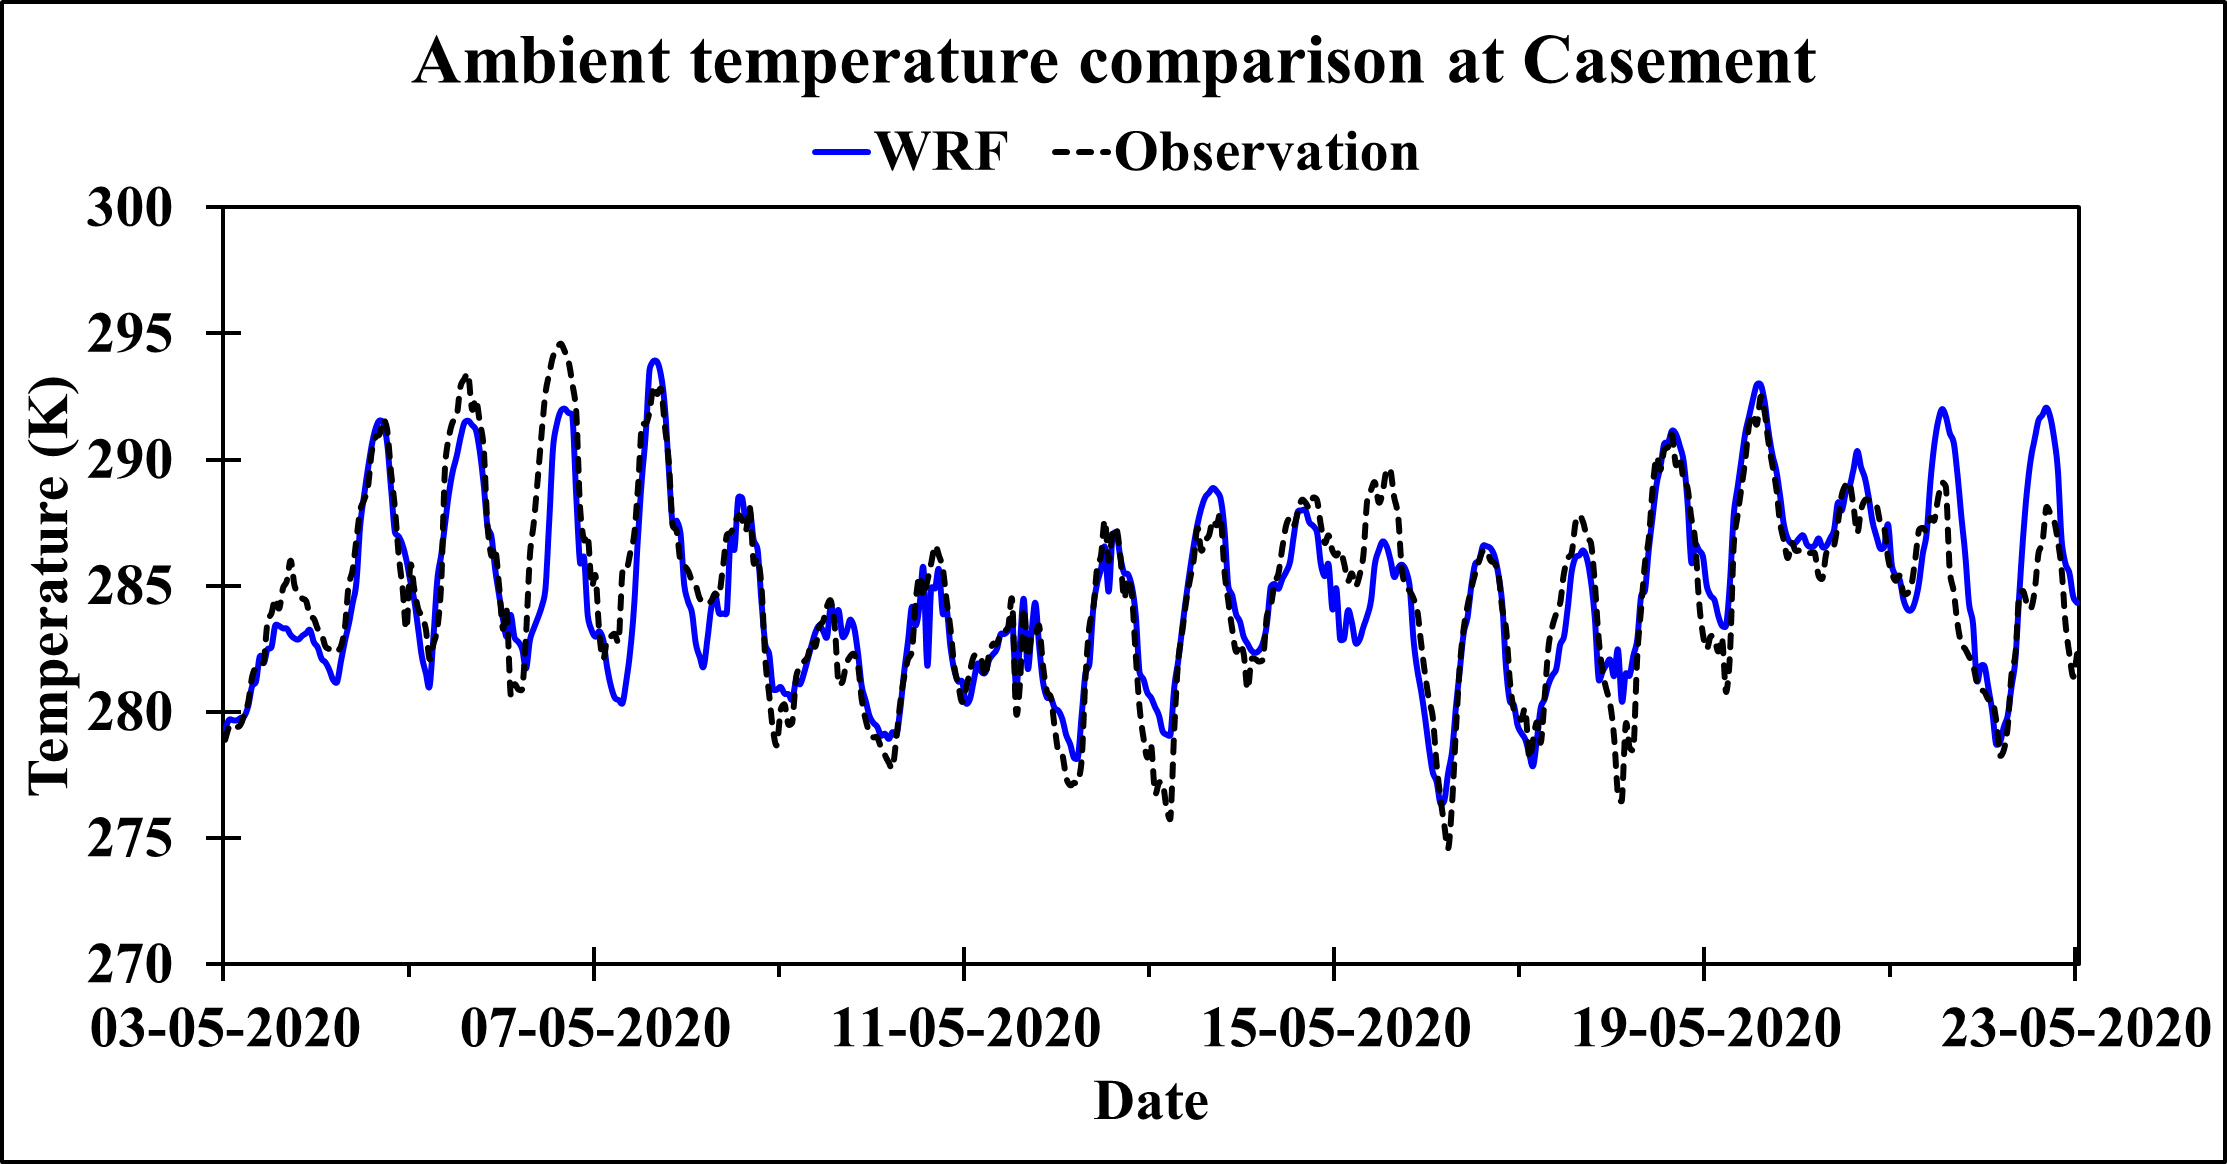 Ambient temperature comparison at Casement
WRF Observation
300
295
290
285
280
275
270
Temperature (K)
03-05-2020 07-05-2020 11-05-2020 15-05-2020 19-05-2020 23-05-2020
Date